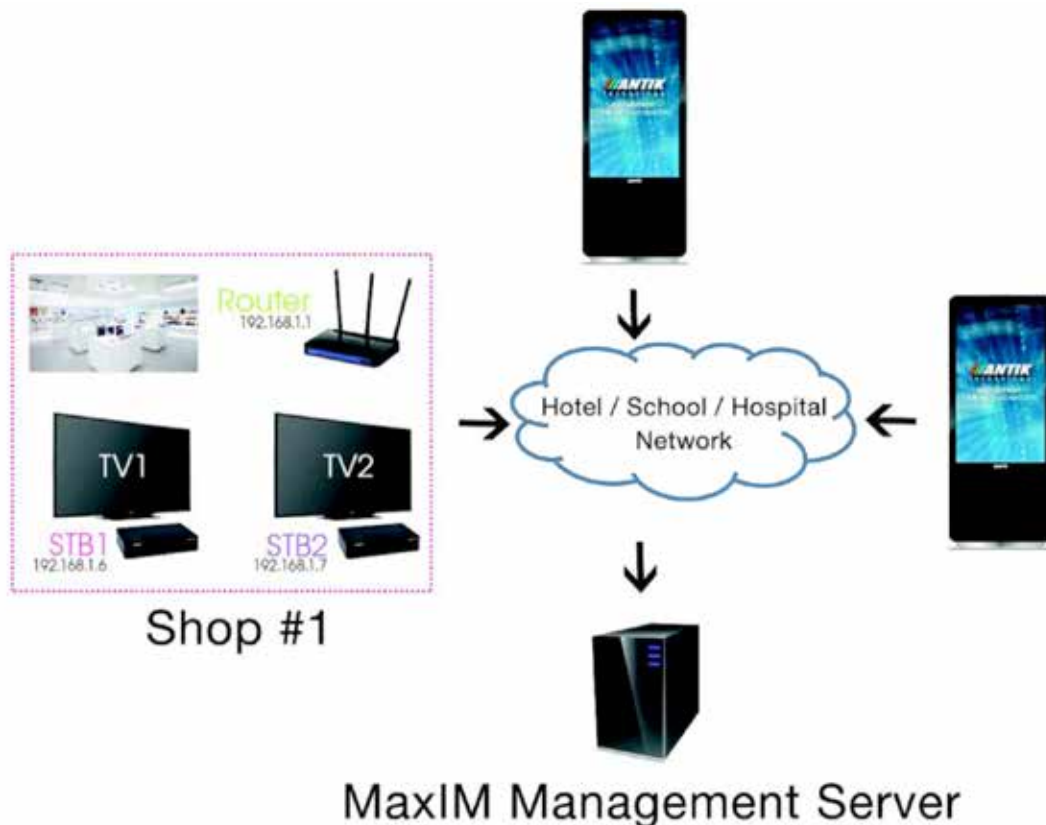 ANTIK
Router
192.168.1.1
TV1
TV2
STB1
192.168.1.6
STB2
192.168.1.7
Shop #1
Hotel / School / Hospital
Network
ANTIK
MaxIM Management Server